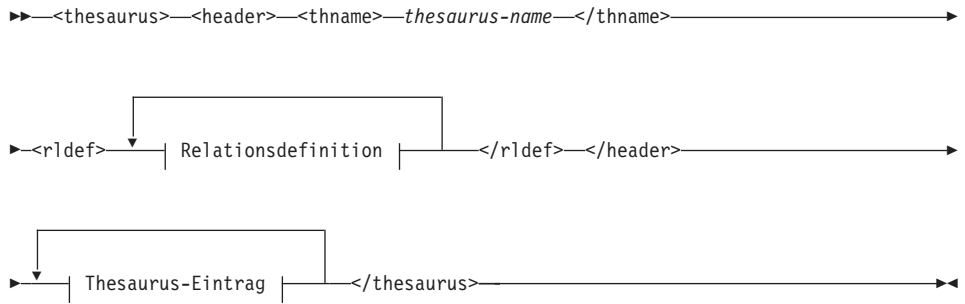 <thesaurus> <header> <thname> thesaurus-name </thname>
<rldef> Relationsdefinition </rldef> </header>
Thesaurus-Eintrag </thesaurus>